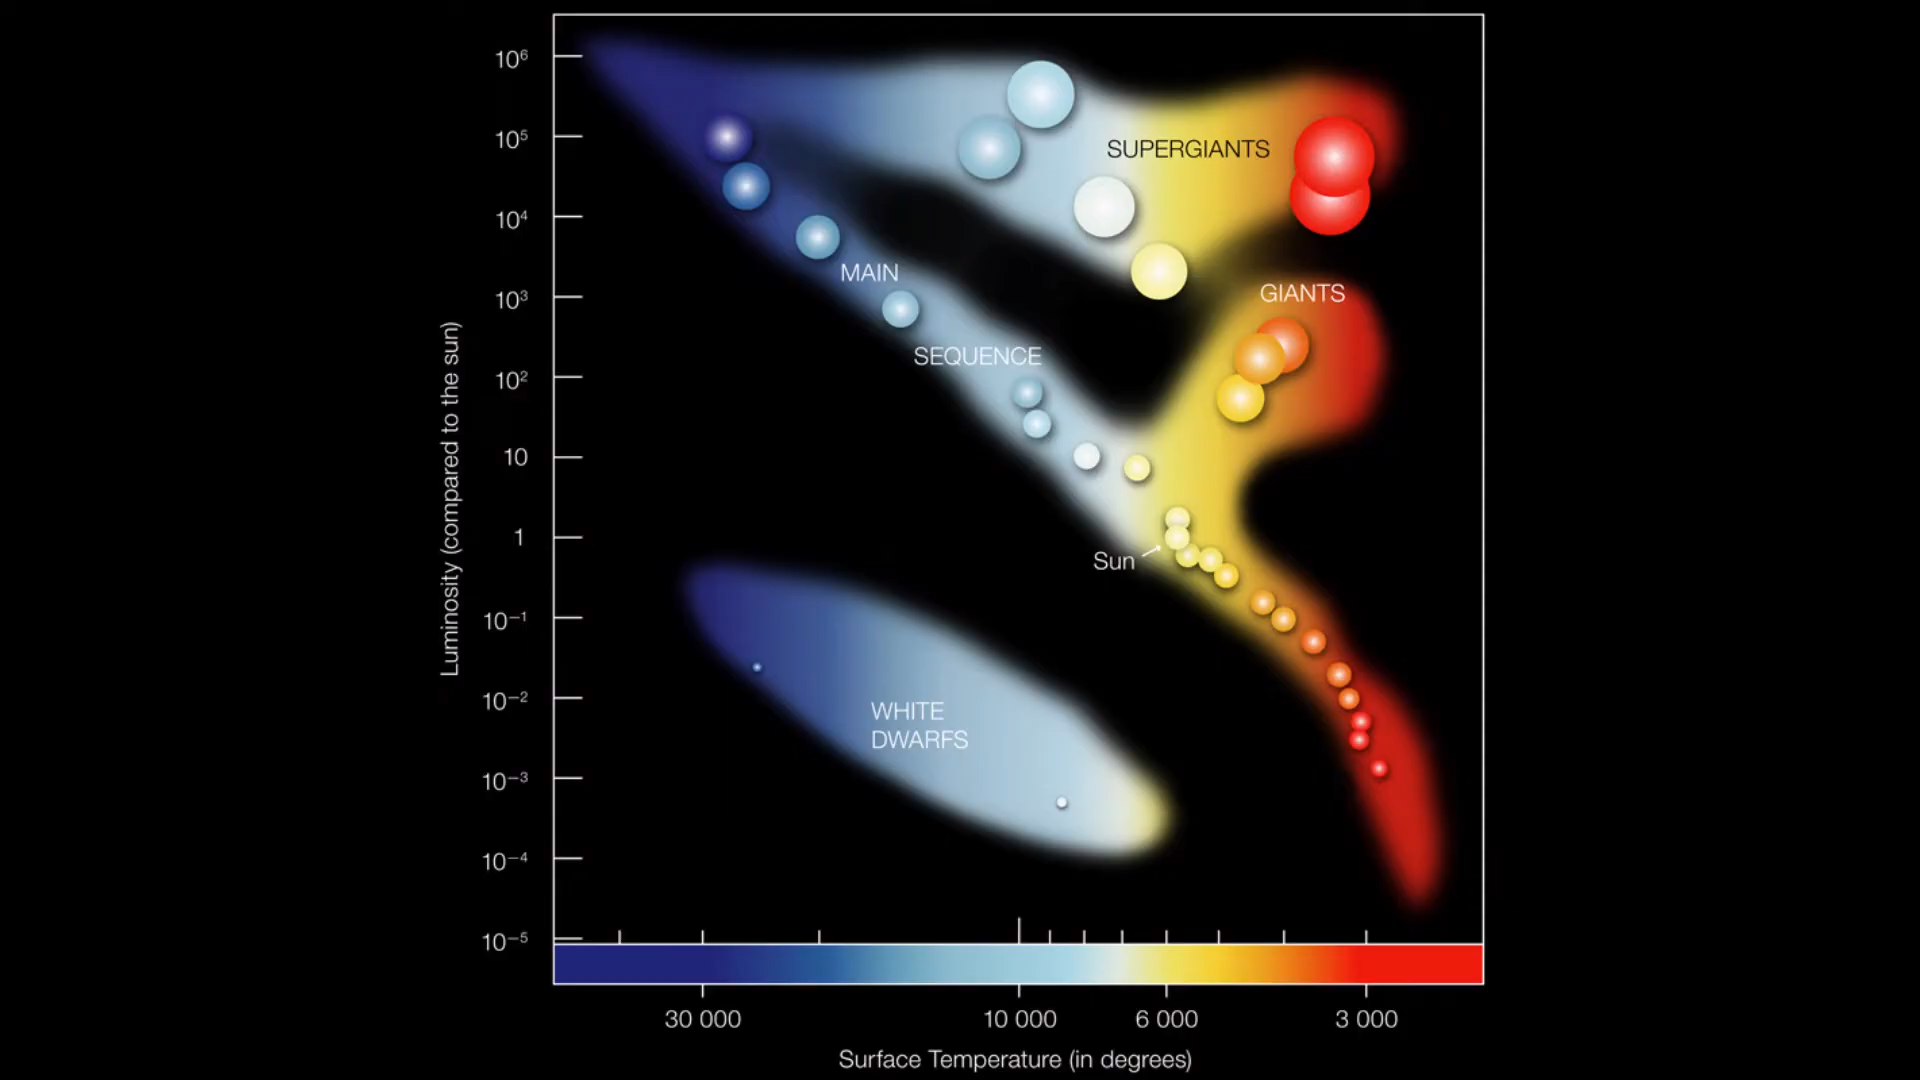 10⁶
10⁵
10⁴
10³
10²
10
1
10⁻¹
10⁻²
10⁻³
10⁻⁴
10⁻⁵
Luminosity (compared to the sun)
SUPERGIANTS
MAIN
GIANTS
SEQUENCE
Sun
WHITE
DWARFS
30 000 10 000 6 000 3 000
Surface Temperature (in degrees)